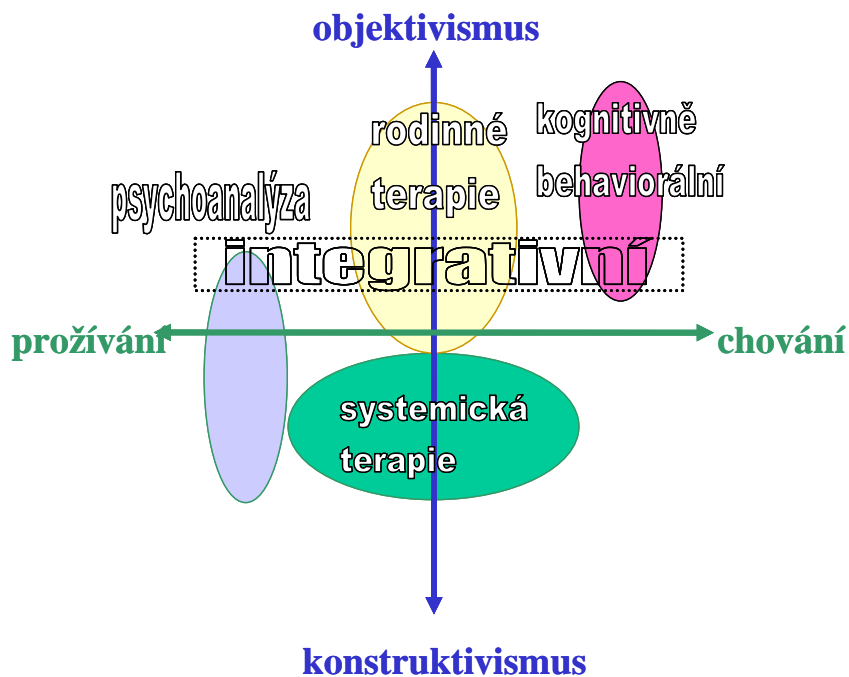 objektivismus
rodinné
terapie
kognitivně
behaviorální
psychoanalýza
integrativní
prožívání
chování
systemická
terapie
konstruktivismus